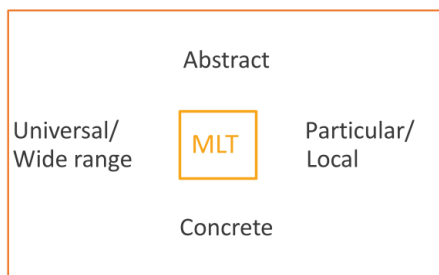 Abstract
Universal/
Wide range
MLT
Particular/
Local
Concrete